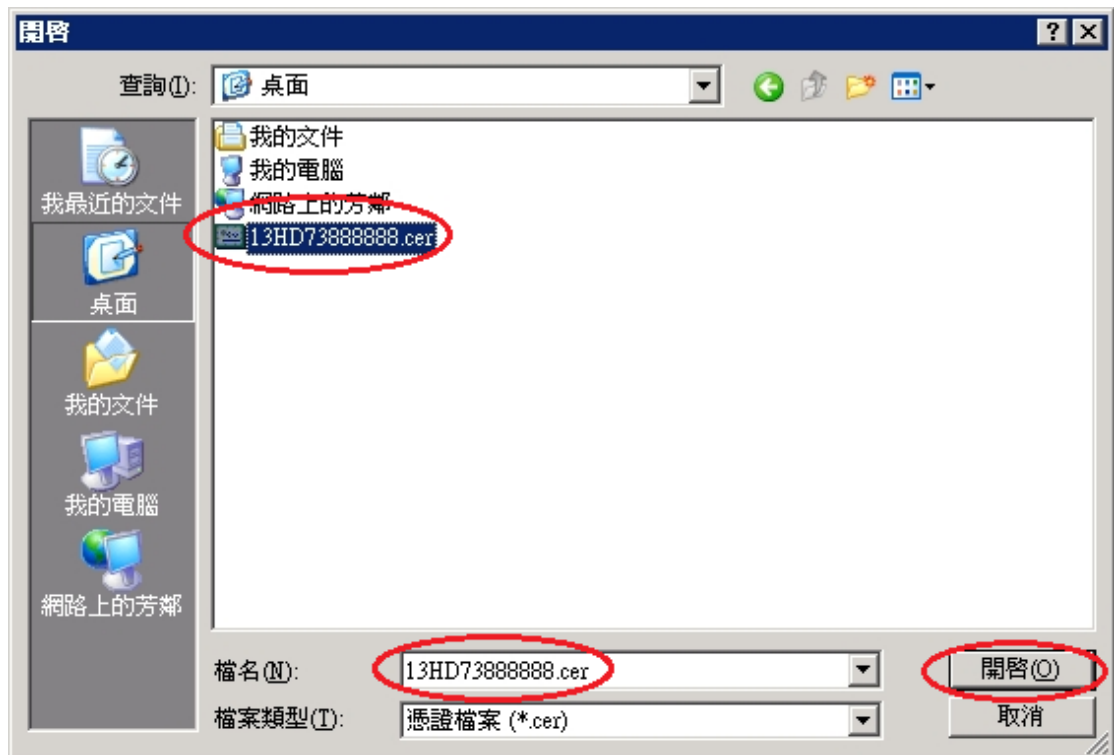 開啓
查詢(I): 桌面
我最近的文件
桌面
我的文件
我的電腦
網路上的芳鄰
我的文件
我的電腦
網路上的芳鄰
13HD73888888.cer
檔名(N): 13HD73888888.cer 開啓(O)
檔案類型(T): 憑證檔案 (*.cer) 取消